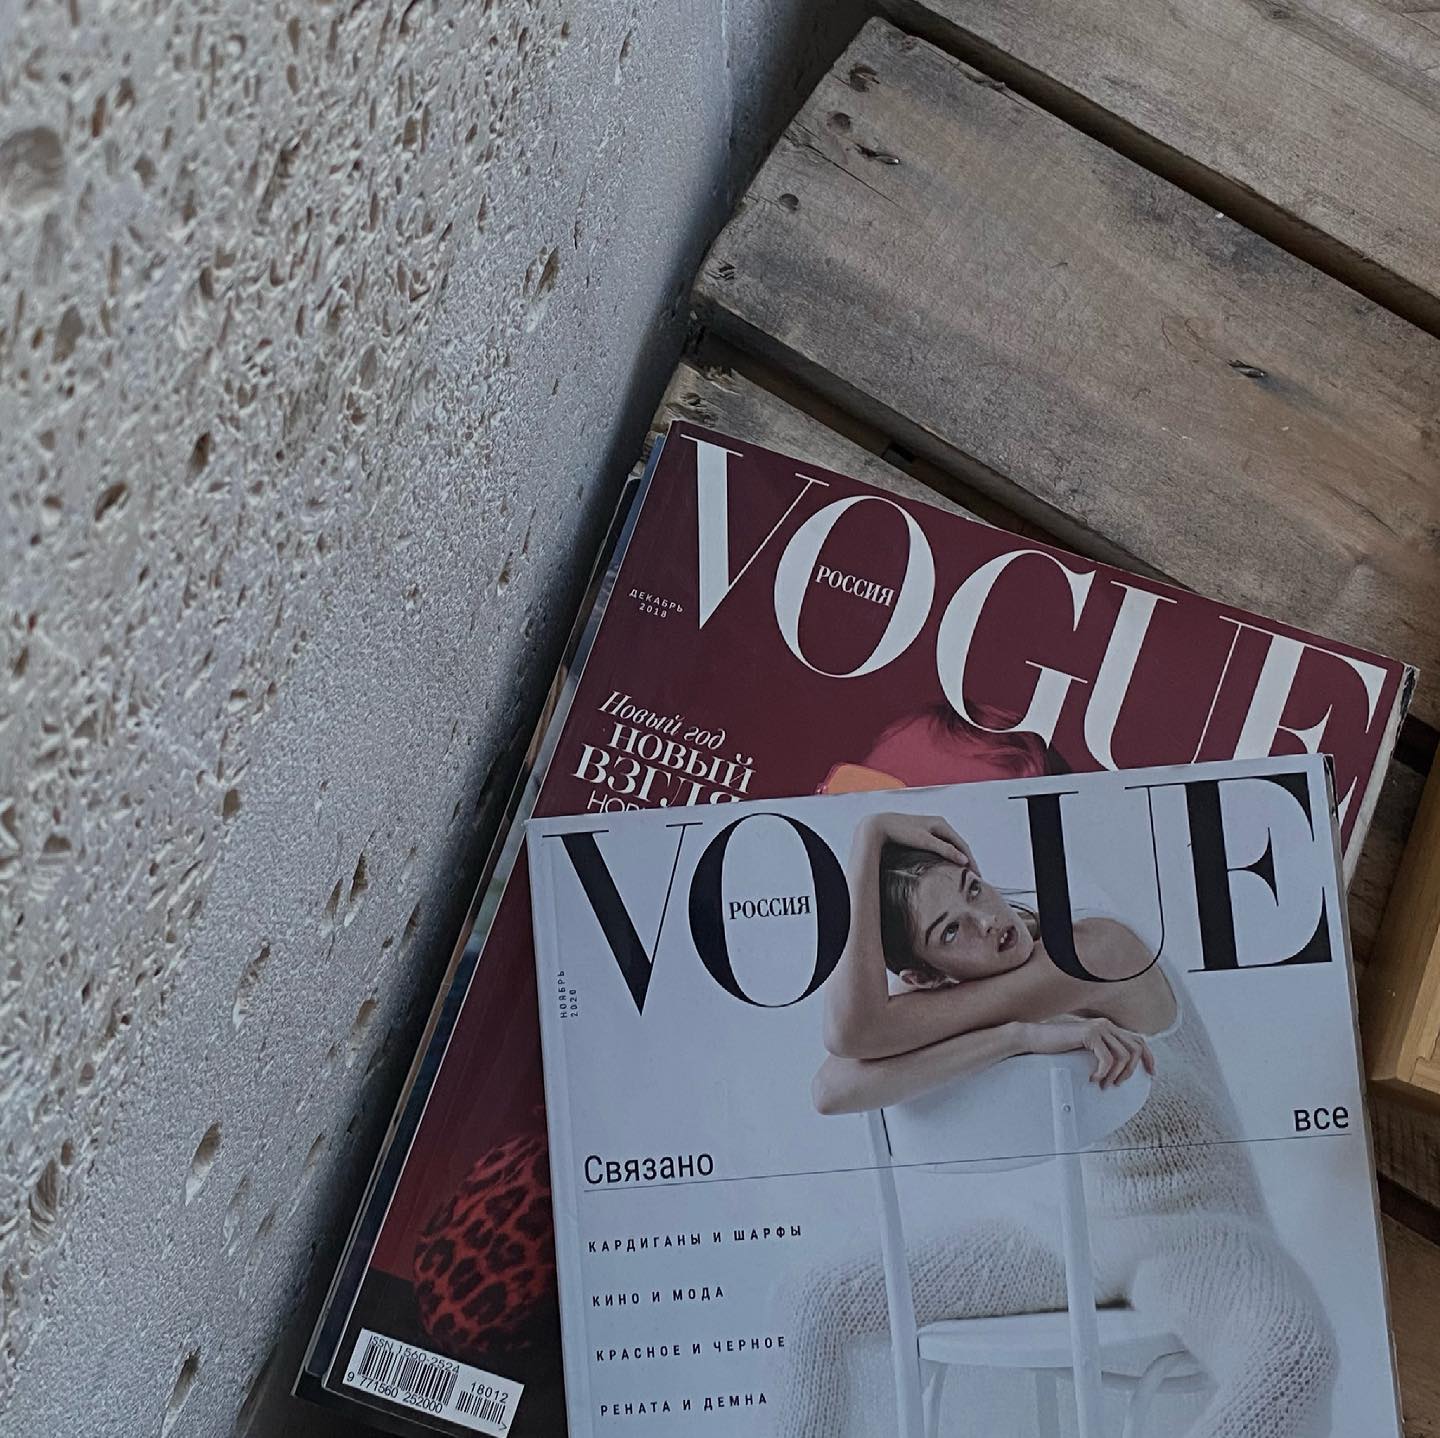 VOGUE
РОССИЯ
ДЕКАБРЬ
2018
Новый год
НОВЫЙ
VOUE
РОССИЯ
НОЯБРЬ
2020
все
Связано
КАРДИГАНЫ И ШАРФЫ
КИНО И МОДА
КРАСНОЕ И ЧЕРНОЕ
РЕНАТА И ДЕМНА
ISSN 1560-2524
18012
9 771560 252000